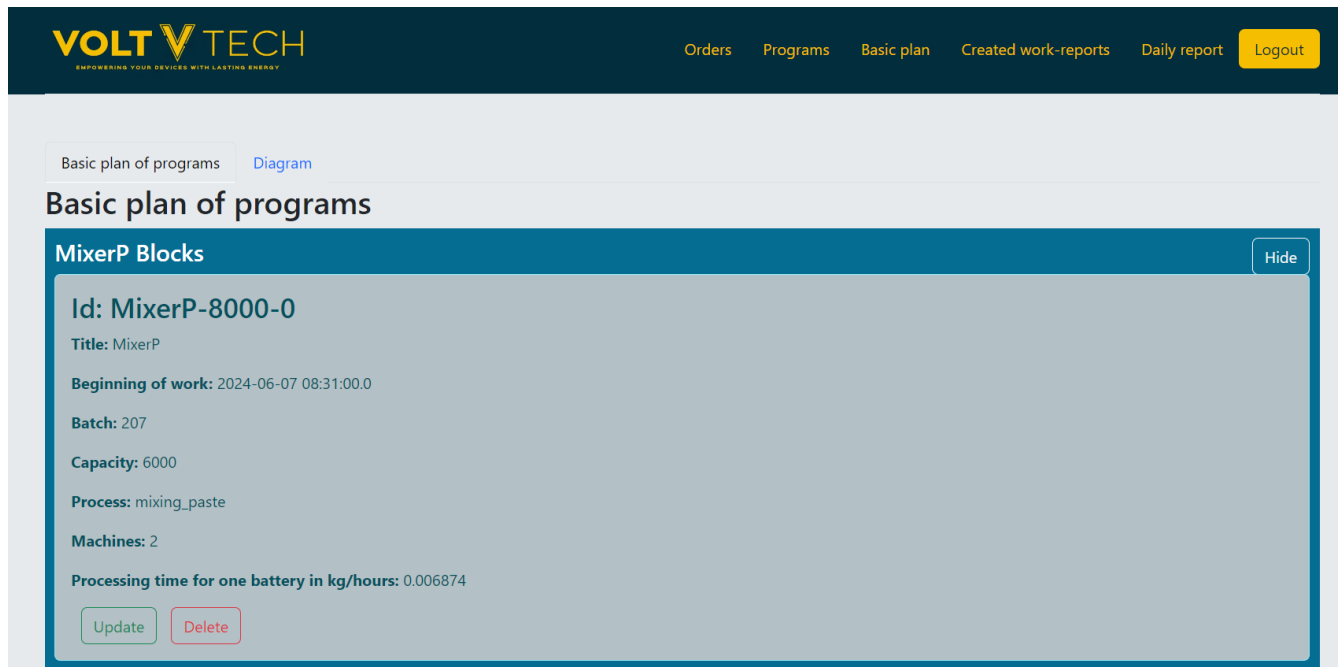 VOLT V TECH
EMPOWERING YOUR DEVICES WITH LASTING ENERGY
Orders Programs Basic plan Created work-reports Daily report Logout
Basic plan of programs Diagram
Basic plan of programs
MixerP Blocks
Hide
Id: MixerP-8000-0
Title: MixerP
Beginning of work: 2024-06-07 08:31:00.0
Batch: 207
Capacity: 6000
Process: mixing_paste
Machines: 2
Processing time for one battery in kg/hours: 0.006874
Update Delete